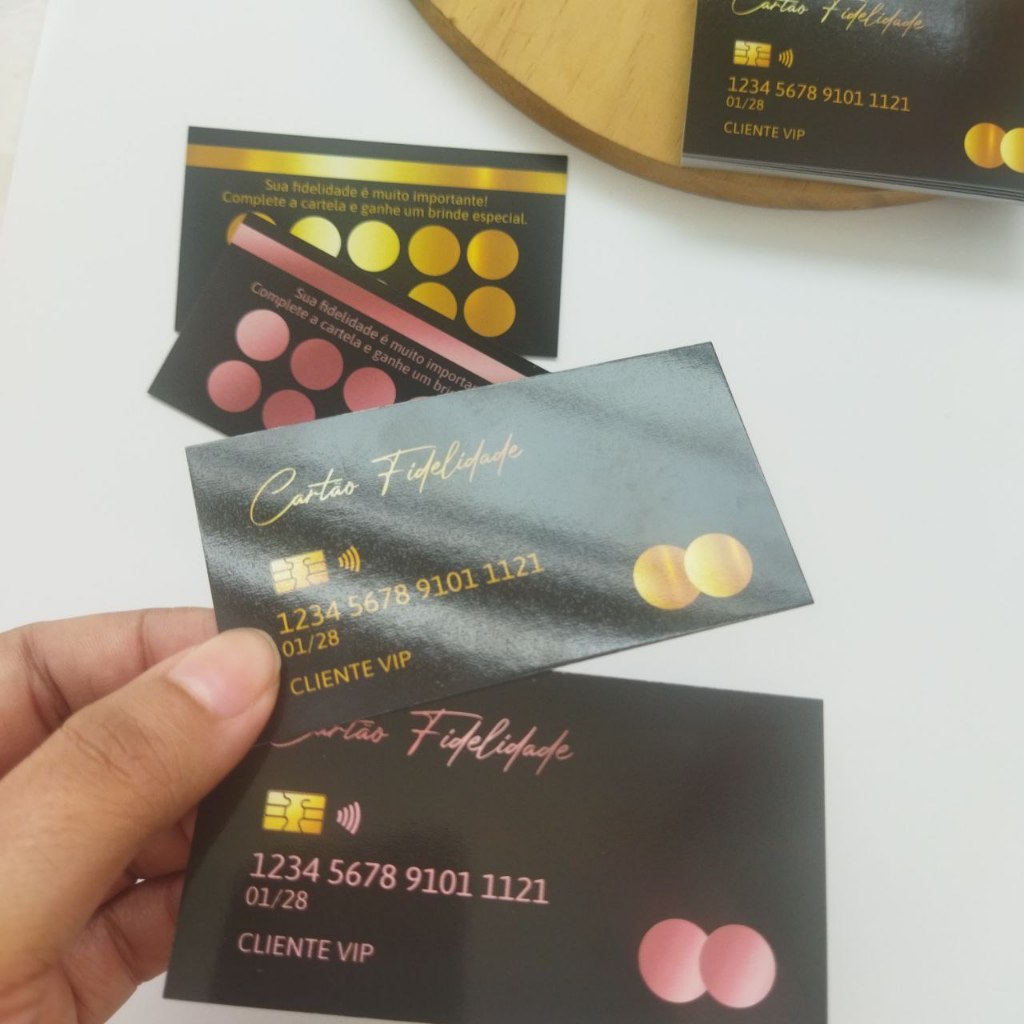 Cartão Fidelidade
1234 5678 9101 1121
01/28
CLIENTE VIP
Sua fidelidade é muito importante!
Complete a cartela e ganhe um brinde especial.
Sua fidelidade é muito
Complete a cartela e ganhe um
Cartão Fidelidade
1234 5678 9101 1121
01/28
CLIENTE VIP
Cartão Fidelidade
1234 5678 9101 1121
01/28
CLIENTE VIP